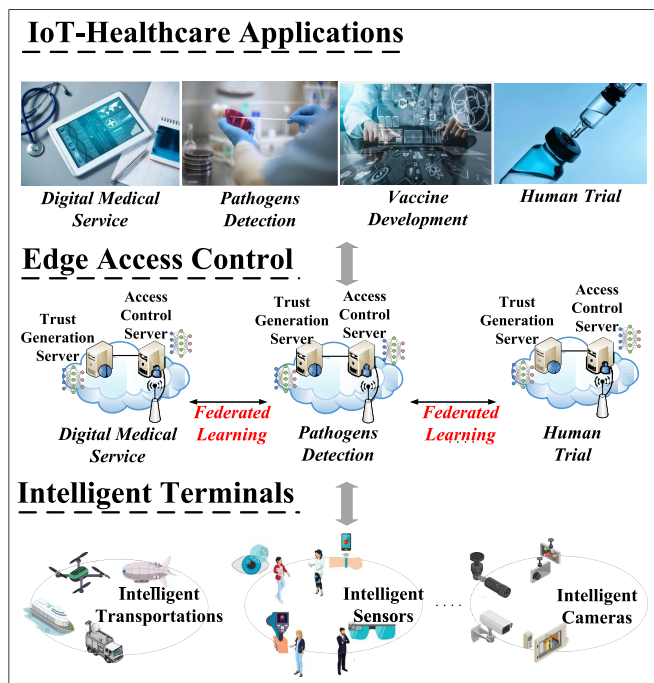 IoT-Healthcare Applications
Digital Medical
Service
Pathogens
Detection
Vaccine
Development
Human Trial
Edge Access Control
Trust
Generation
Server
Access
Control
Server
Trust
Generation
Server
Access
Control
Server
Trust
Generation
Server
Access
Control
Server
Federated
Learning
Federated
Learning
Digital Medical
Service
Pathogens
Detection
....
Human
Trial
Intelligent Terminals
Intelligent
Transportations
Intelligent
Sensors
....
Intelligent
Cameras